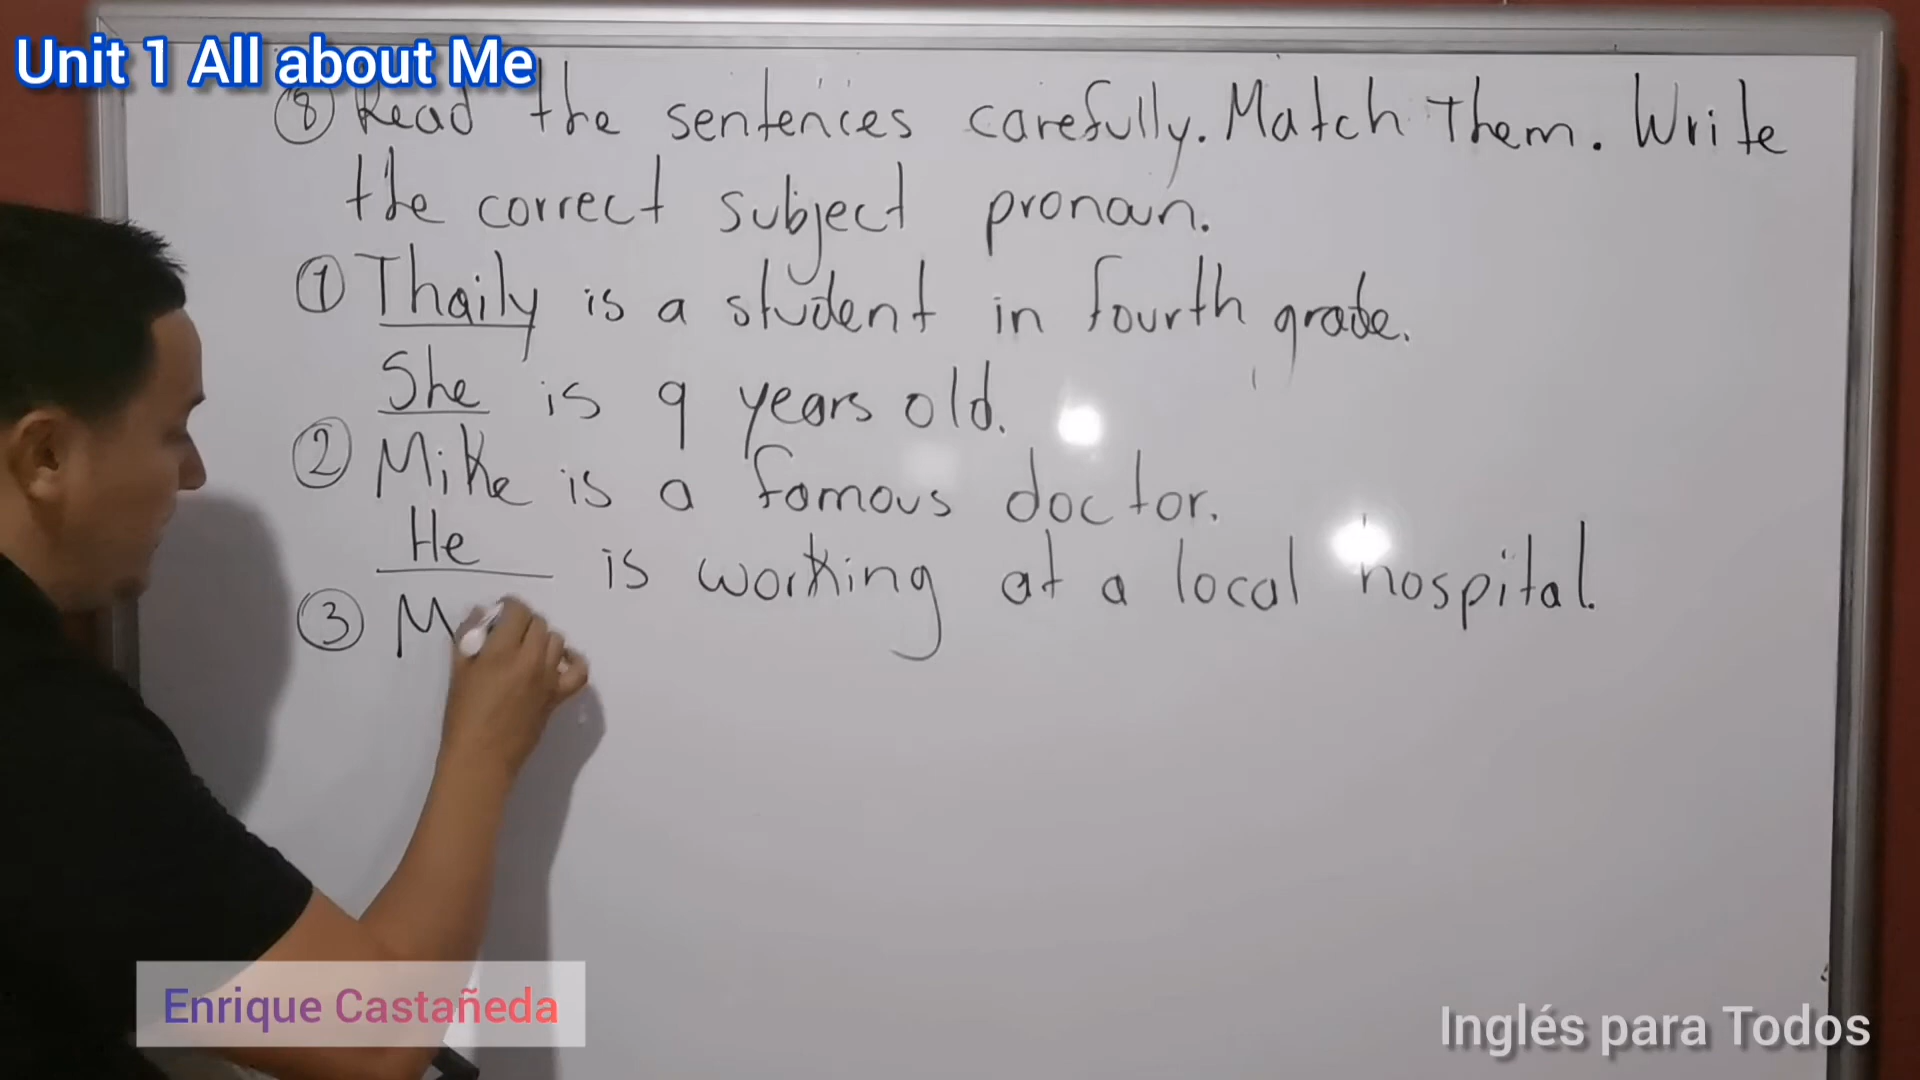 Unit 1 All about Me
⑧ Read the sentences carefully. Match Them. Write
the correct subject pronoun.
① Thaily is a student in fourth grade.
She is 9 years old.
② Mike is a famous doctor.
He is working at a local hospital.
③ M
Enrique Castañeda
Inglés para Todos